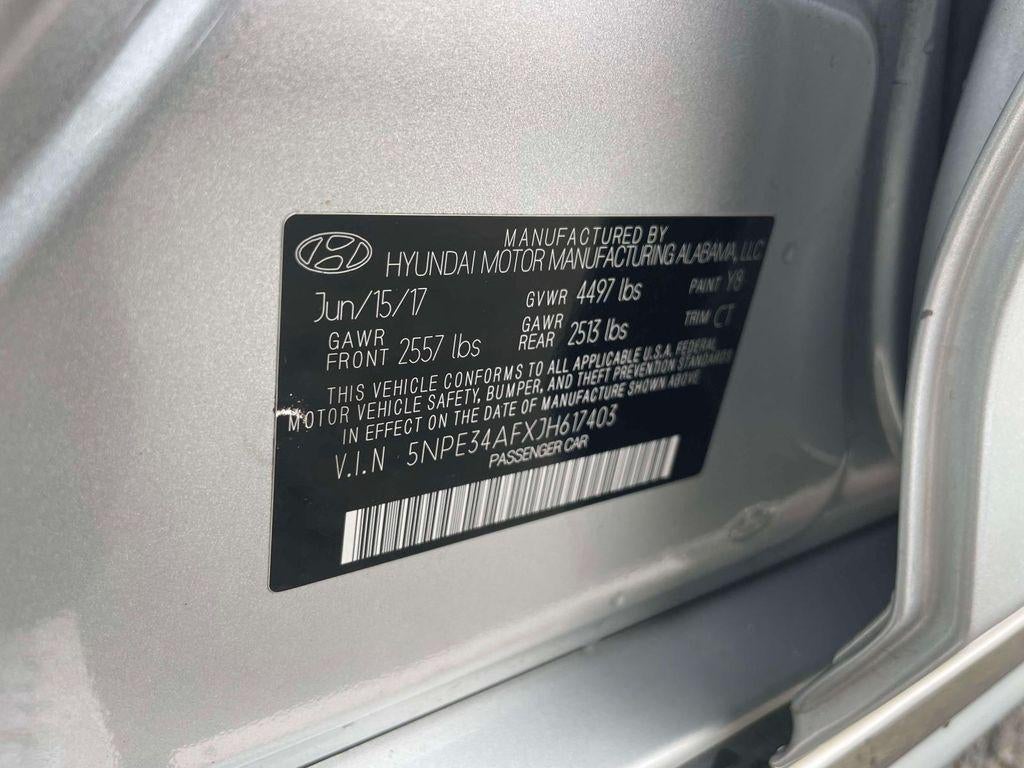 MANUFACTURED BY
HYUNDAI MOTOR MANUFACTURING ALABAMA, LLC
Jun/15/17 GVWR 4497 lbs PAINT Y8
GAWR FRONT 2557 lbs GAWR REAR 2513 lbs TRIM CT
THIS VEHICLE CONFORMS TO ALL APPLICABLE U.S.A. FEDERAL
MOTOR VEHICLE SAFETY, BUMPER, AND THEFT PREVENTION STANDARDS
IN EFFECT ON THE DATE OF MANUFACTURE SHOWN ABOVE
V.I.N 5NPE34AFXJH617403
PASSENGER CAR